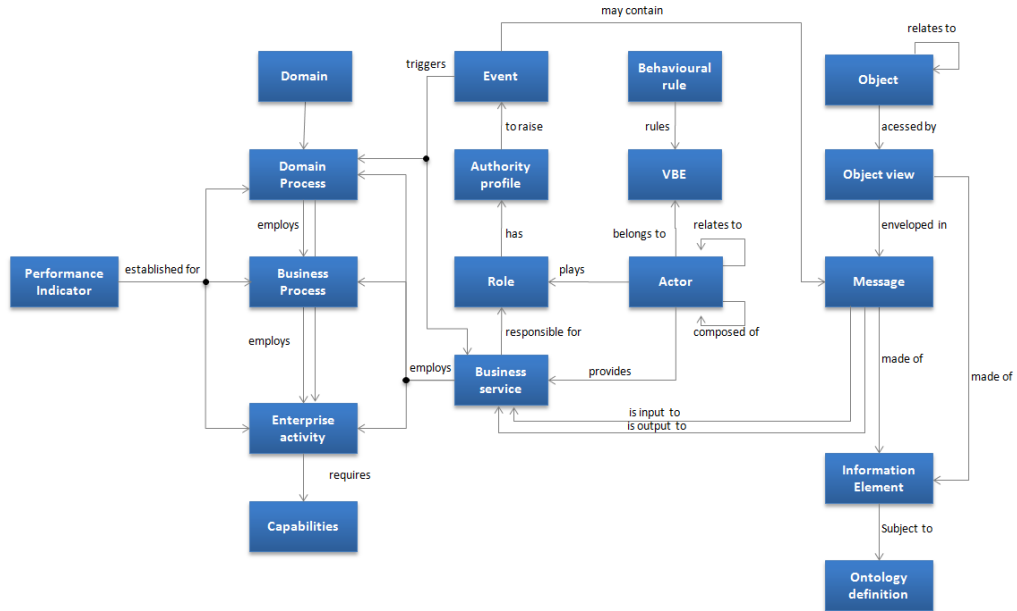 may contain
relates to
triggers
Domain
Event
Behavioural
rule
Object
to raise
rules
acessed by
Domain
Process
Authority
profile
VBE
Object view
employs
has
belongs to
relates to
enveloped in
Performance
Indicator
established for
Business
Process
Role
plays
Actor
Message
employs
responsible for
composed of
made of
employs
Business
service
provides
made of
Enterprise
activity
is input to
is output to
requires
Information
Element
Capabilities
Subject to
Ontology
definition